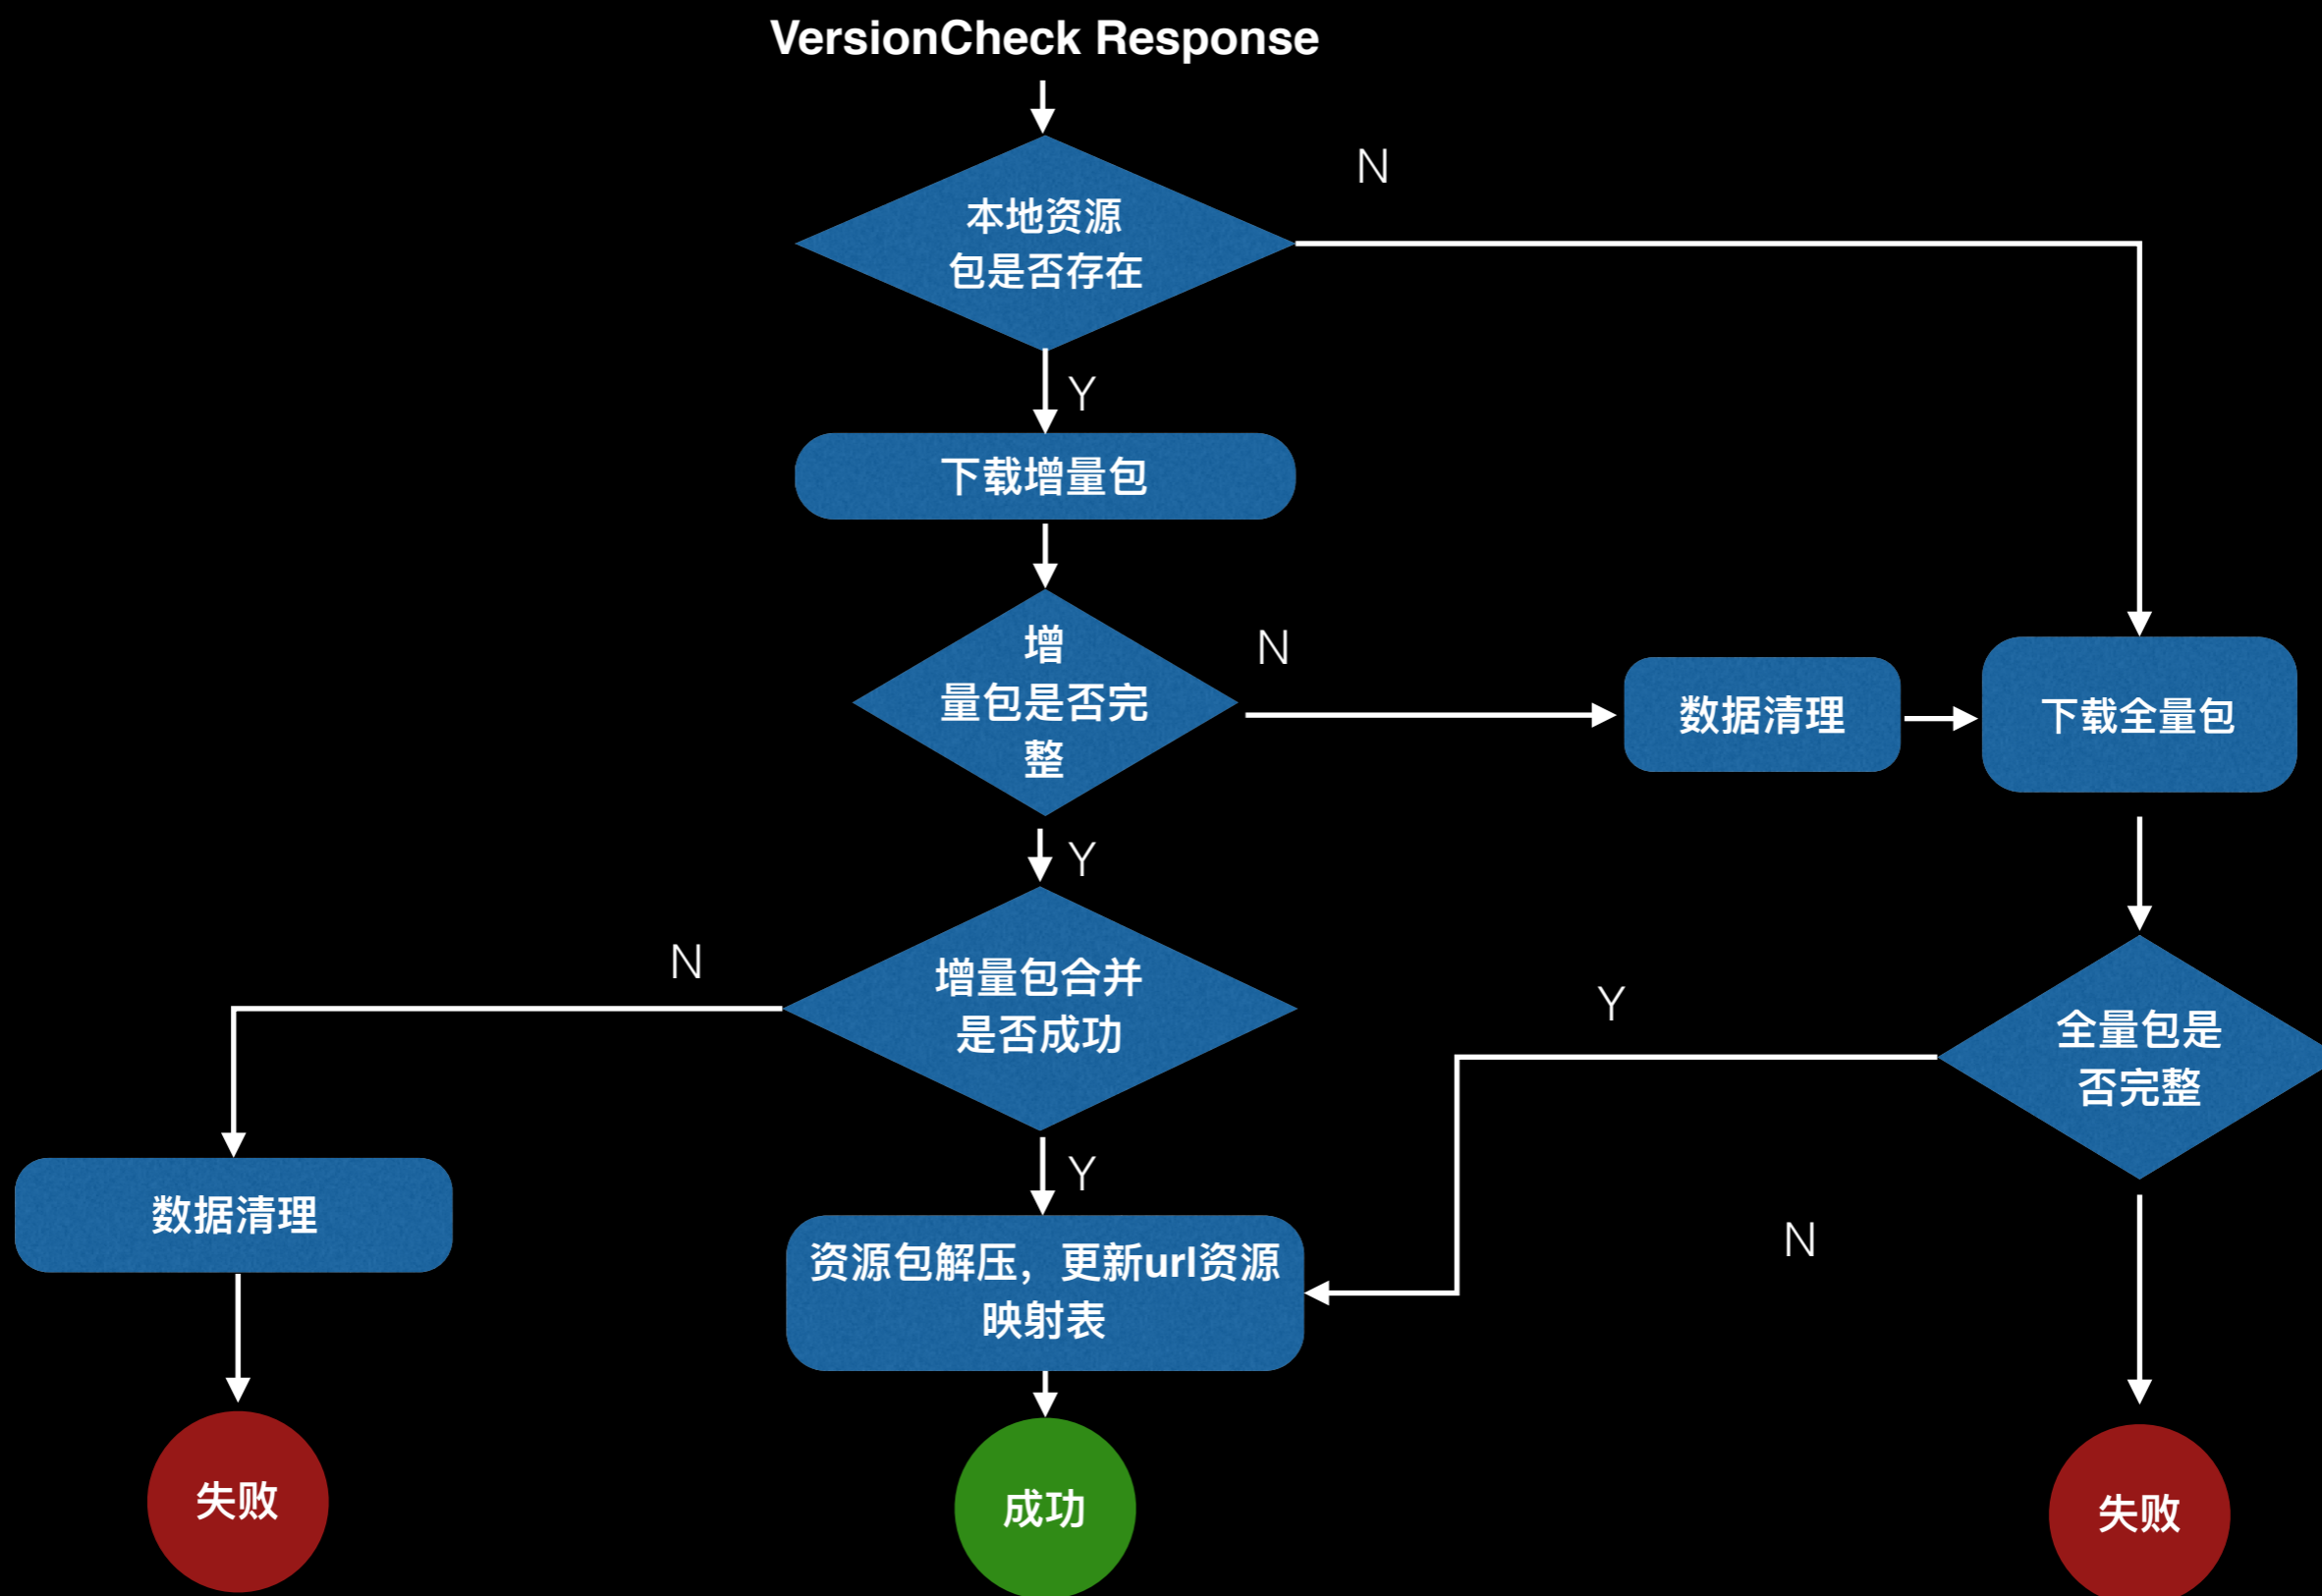 VersionCheck Response
N
本地资源
包是否存在
Y
下载增量包
增
量包是否完
整
N
数据清理
下载全量包
Y
N
增量包合并
是否成功
Y
全量包是
否完整
Y
数据清理
资源包解压，更新url资源
映射表
N
失败
成功
失败